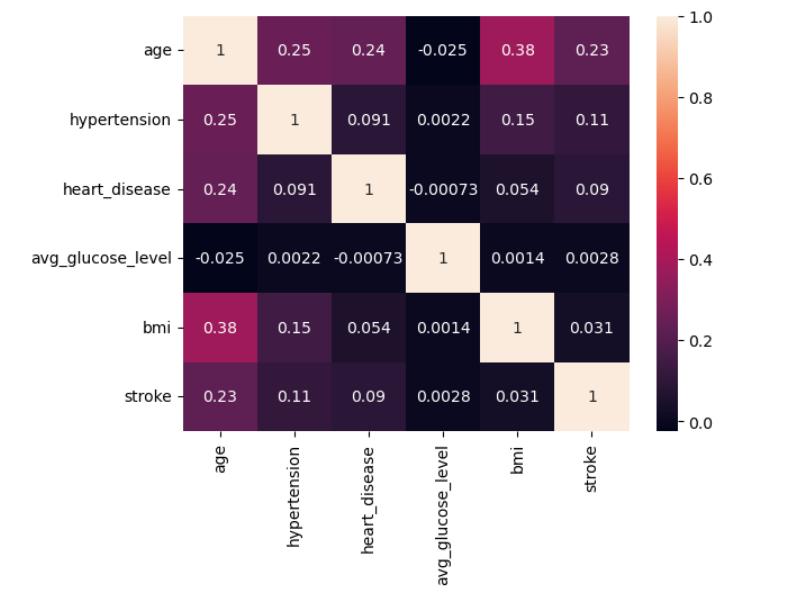 age 1 0.25 0.24 -0.025 0.38 0.23
hypertension 0.25 1 0.091 0.0022 0.15 0.11
heart_disease 0.24 0.091 1 -0.00073 0.054 0.09
avg_glucose_level -0.025 0.0022 -0.00073 1 0.0014 0.0028
bmi 0.38 0.15 0.054 0.0014 1 0.031
stroke 0.23 0.11 0.09 0.0028 0.031 1
age hypertension heart_disease avg_glucose_level bmi stroke
1.0
0.8
0.6
0.4
0.2
0.0